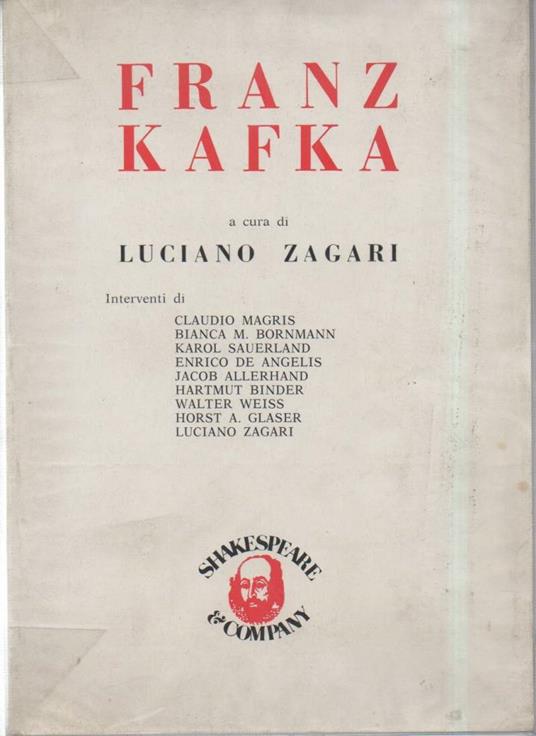 FRANZ
KAFKA
a cura di
LUCIANO ZAGARI
Interventi di
CLAUDIO MAGRIS
BIANCA M. BORNMANN
KAROL SAUERLAND
ENRICO DE ANGELIS
JACOB ALLERHAND
HARTMUT BINDER
WALTER WEISS
HORST A. GLASER
LUCIANO ZAGARI
SHAKESPEARE
& COMPANY